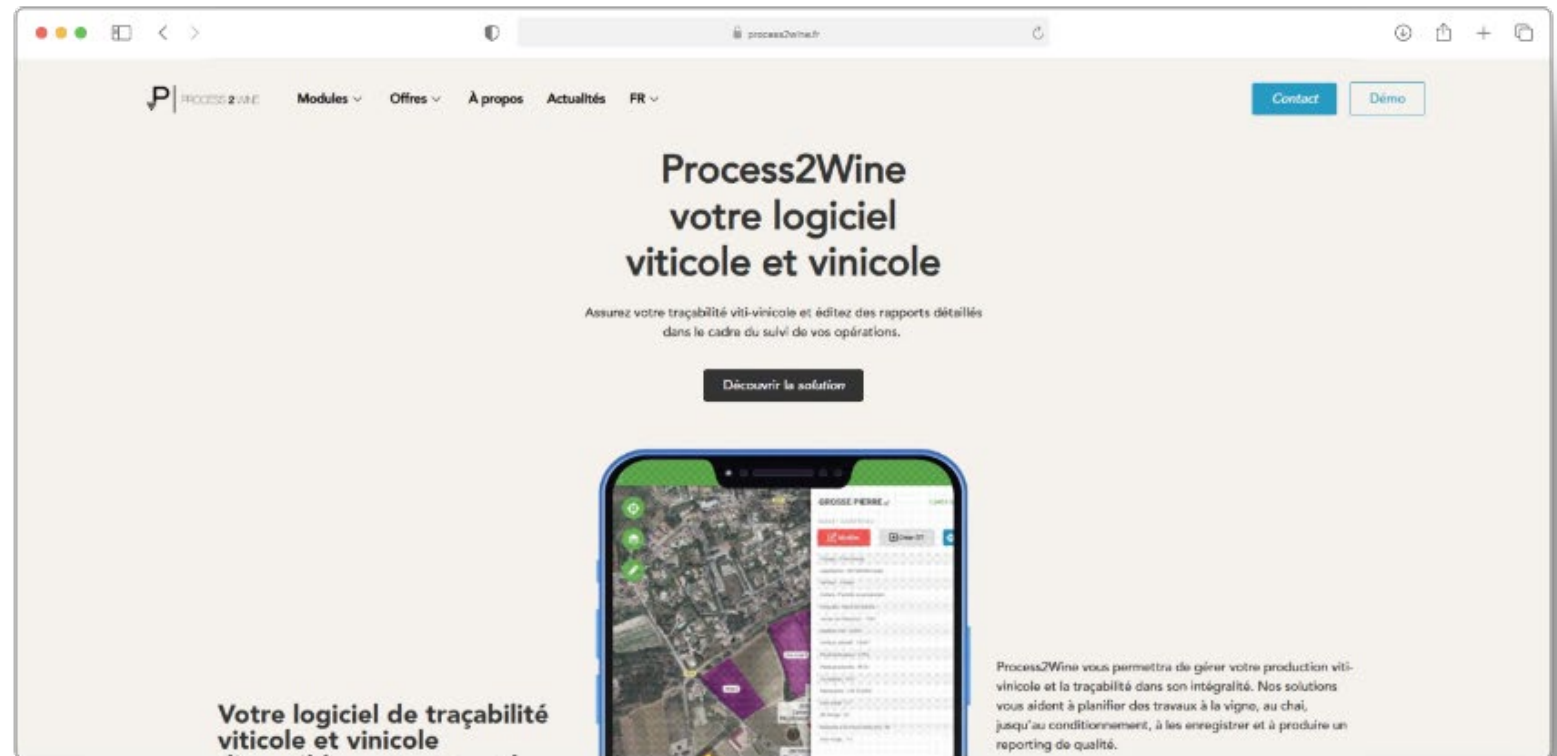 process2wine.fr
P PROCESS 2 WINE
Modules
Offres
À propos
Actualités
FR
Contact
Démo
Process2Wine
votre logiciel
viticole et vinicole
Assurez votre traçabilité viti-vinicole et éditez des rapports détaillés
dans le cadre du suivi de vos opérations.
Découvrir la solution
GROSSE PIERRE
Modifier
Créer OT
Votre logiciel de traçabilité
viticole et vinicole
Process2Wine vous permettra de gérer votre production viti-
vinicole et la traçabilité dans son intégralité. Nos solutions
vous aident à planifier des travaux à la vigne, au chai,
jusqu'au conditionnement, à les enregistrer et à produire un
reporting de qualité.